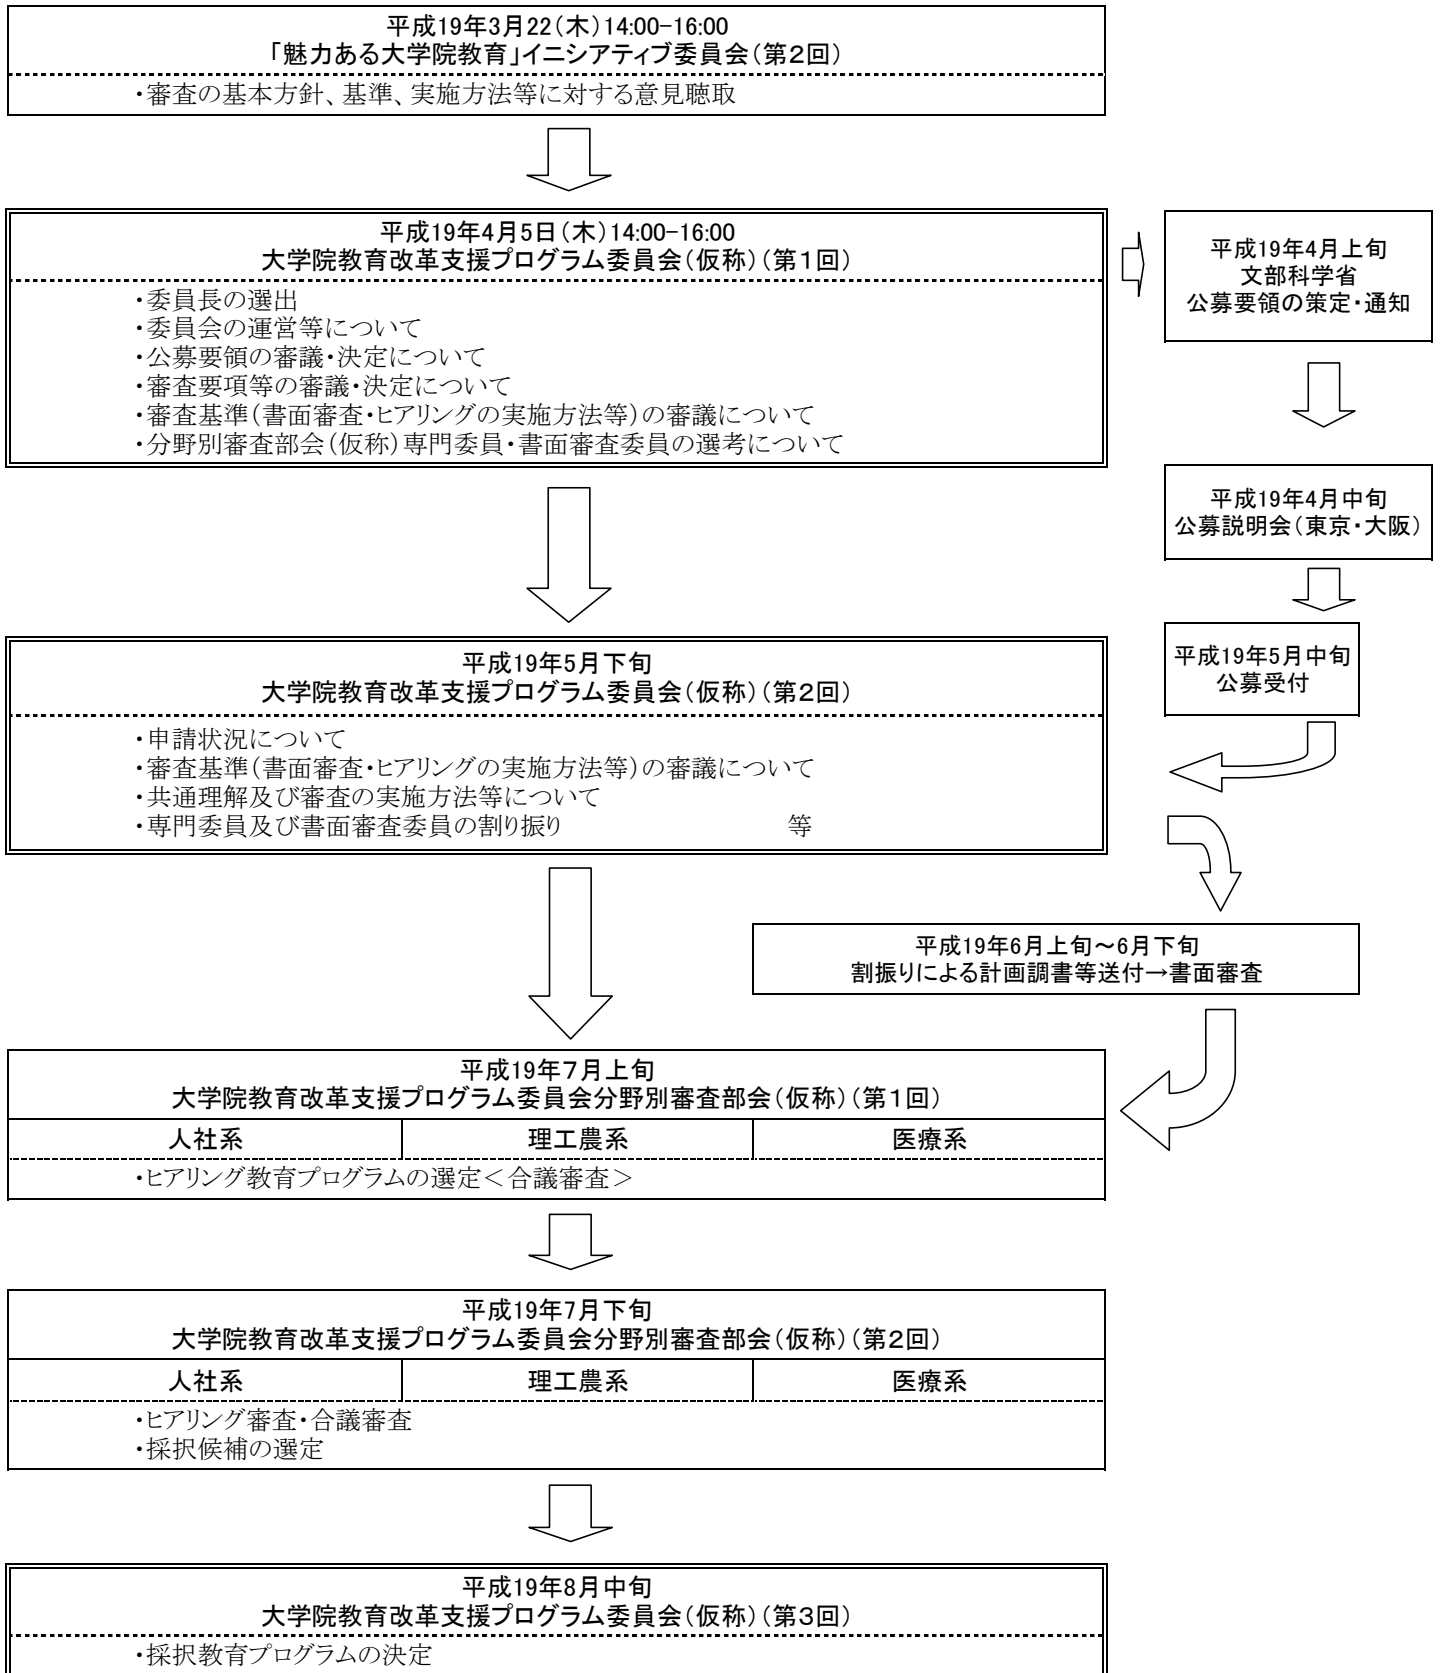 平成19年3月22（木）14:00-16:00
「魅力ある大学院教育」イニシアティブ委員会（第2回）
・審査の基本方針、基準、実施方法等に対する意見聴取
平成19年4月5日（木）14:00-16:00
大学院教育改革支援プログラム委員会（仮称）（第1回）
・委員長の選出
・委員会の運営等について
・公募要領の審議・決定について
・審査要項等の審議・決定について
・審査基準（書面審査・ヒアリングの実施方法等）の審議について
・分野別審査部会（仮称）専門委員・書面審査委員の選考について
平成19年4月上旬
文部科学省
公募要領の策定・通知
平成19年4月中旬
公募説明会（東京・大阪）
平成19年5月中旬
公募受付
平成19年5月下旬
大学院教育改革支援プログラム委員会（仮称）（第2回）
・申請状況について
・審査基準（書面審査・ヒアリングの実施方法等）の審議について
・共通理解及び審査の実施方法等について
・専門委員及び書面審査委員の割り振り 等
平成19年6月上旬～6月下旬
割振りによる計画調書等送付→書面審査
平成19年7月上旬
大学院教育改革支援プログラム委員会分野別審査部会（仮称）（第1回）
人社系 理工農系 医療系
・ヒアリング教育プログラムの選定＜合議審査＞
平成19年7月下旬
大学院教育改革支援プログラム委員会分野別審査部会（仮称）（第2回）
人社系 理工農系 医療系
・ヒアリング審査・合議審査
・採択候補の選定
平成19年8月中旬
大学院教育改革支援プログラム委員会（仮称）（第3回）
・採択教育プログラムの決定